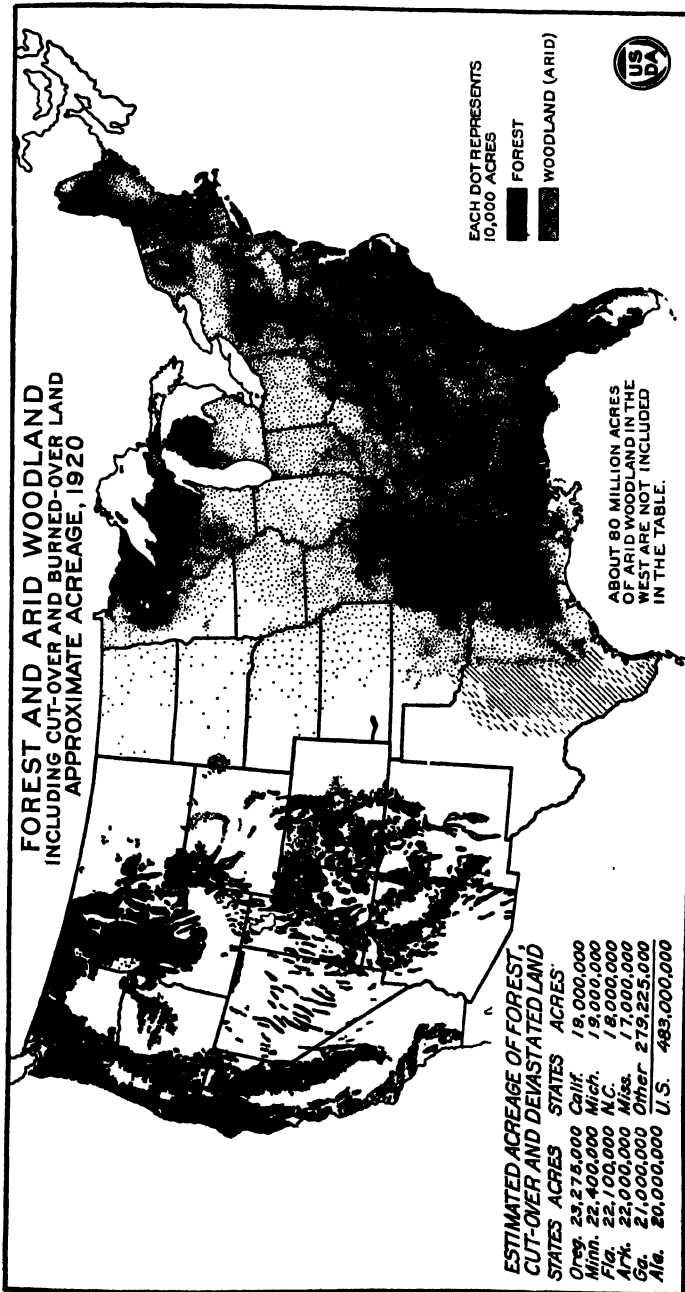 FOREST AND ARID WOODLAND
INCLUDING CUT-OVER AND BURNED-OVER LAND
APPROXIMATE ACREAGE, 1920
EACH DOT REPRESENTS
10,000 ACRES
FOREST
WOODLAND (ARID)
US
DA
ABOUT 80 MILLION ACRES
OF ARID WOODLAND IN THE
WEST ARE NOT INCLUDED
IN THE TABLE.
ESTIMATED ACREAGE OF FOREST,
CUT-OVER AND DEVASTATED LAND
STATES ACRES STATES ACRES
Oreg. 23,275,000 Calif. 19,000,000
Minn. 22,400,000 Mich. 19,000,000
Fla. 22,100,000 N.C. 18,000,000
Ark. 22,000,000 Miss. 17,000,000
Ga. 21,000,000 Other 279,225,000
Ala. 20,000,000 U.S. 483,000,000